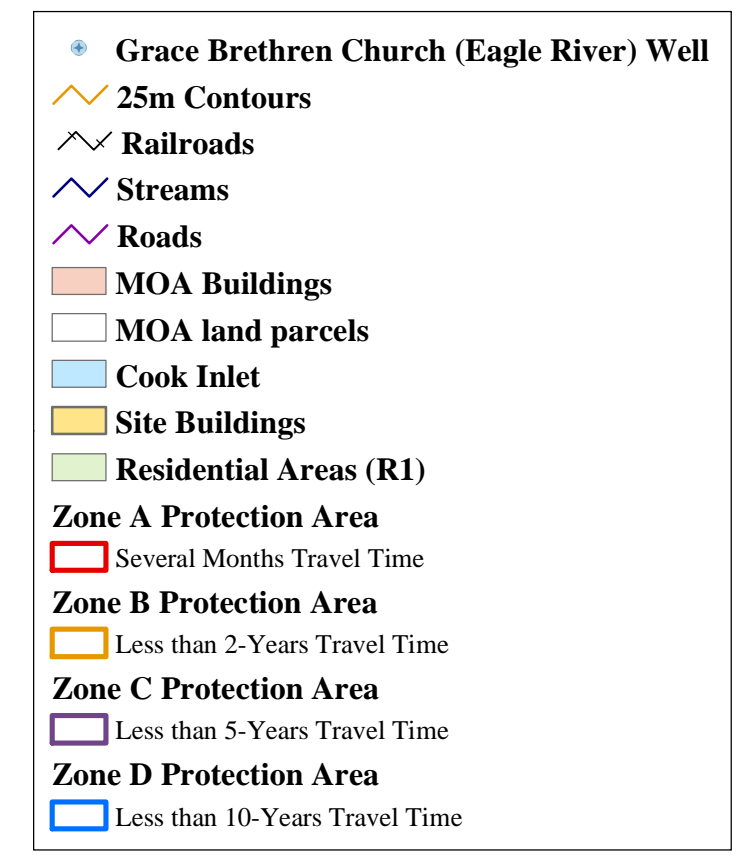 Grace Brethren Church (Eagle River) Well
25m Contours
Railroads
Streams
Roads
MOA Buildings
MOA land parcels
Cook Inlet
Site Buildings
Residential Areas (R1)
Zone A Protection Area
Several Months Travel Time
Zone B Protection Area
Less than 2-Years Travel Time
Zone C Protection Area
Less than 5-Years Travel Time
Zone D Protection Area
Less than 10-Years Travel Time